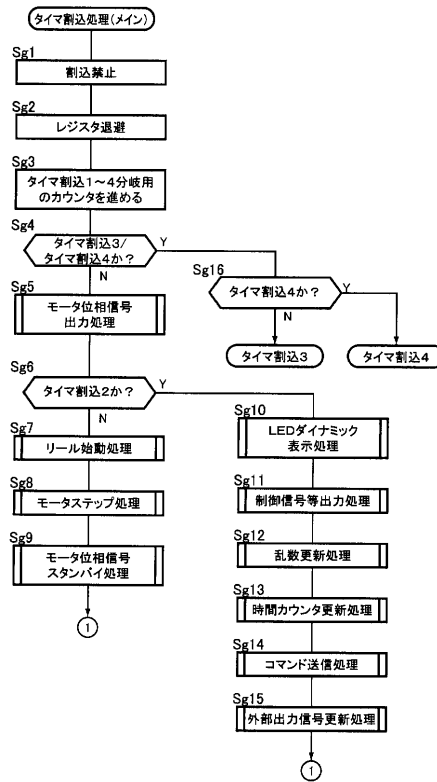 タイマ割込処理(メイン)
Sg1
割込禁止
Sg2
レジスタ退避
Sg3
タイマ割込1～4分岐用
のカウンタを進める
Sg4
タイマ割込3/
タイマ割込4か?
Y
N
Sg16
タイマ割込4か?
Y
N
タイマ割込3
タイマ割込4
Sg5
モータ位相信号
出力処理
Sg6
タイマ割込2か?
Y
N
Sg7
リール始動処理
Sg8
モータステップ処理
Sg9
モータ位相信号
スタンバイ処理
1
Sg10
LEDダイナミック
表示処理
Sg11
制御信号等出力処理
Sg12
乱数更新処理
Sg13
時間カウンタ更新処理
Sg14
コマンド送信処理
Sg15
外部出力信号更新処理
1